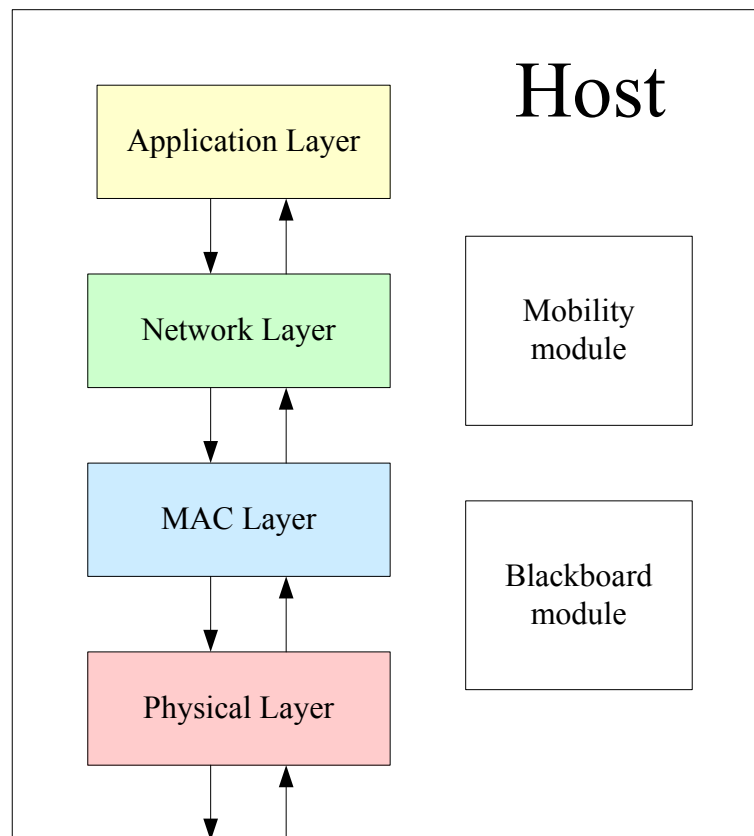 Host
Application Layer
Network Layer
Mobility
module
MAC Layer
Blackboard
module
Physical Layer